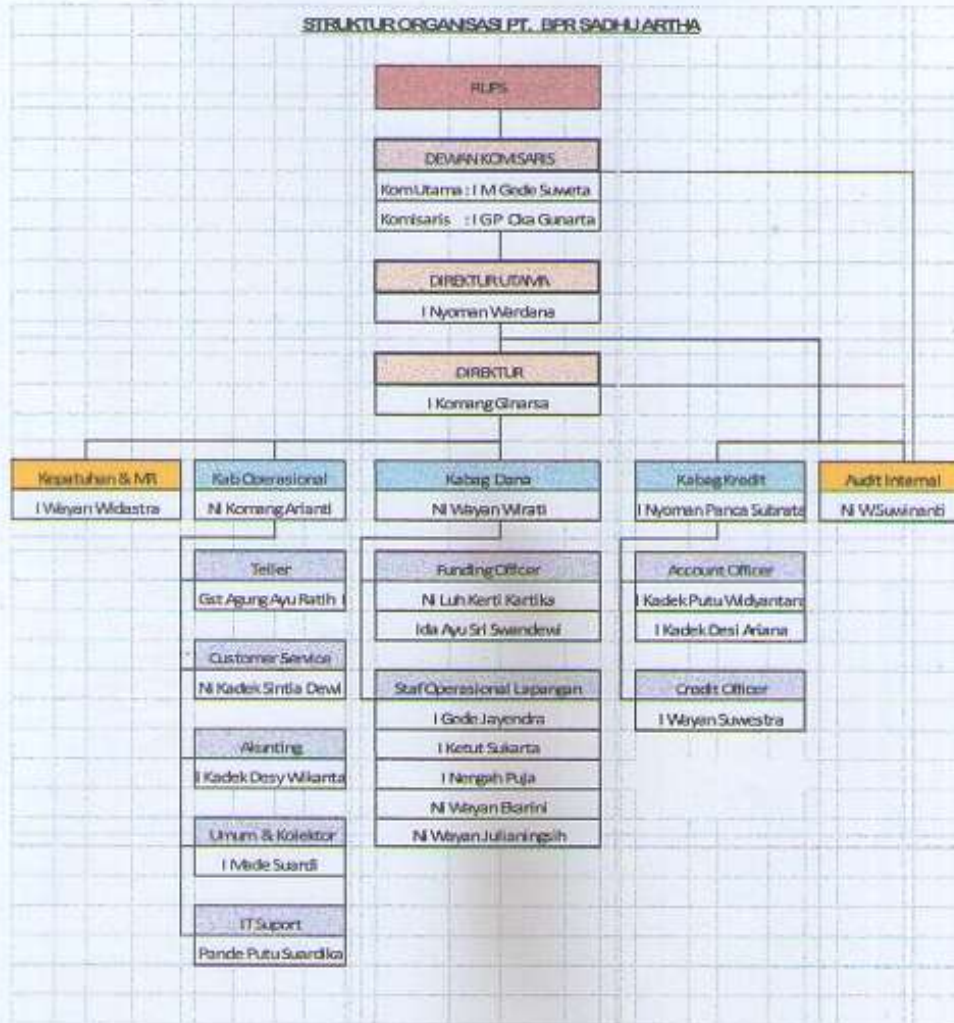 STRUKTUR ORGANISASI PT. BPR SADHU ARTHA
RUPS
DEWAN KOMISARIS
Kom Utama : I M Gede Suweta
Komisaris : I GP Oka Gunarta
DIREKTUR UTAMA
I Nyoman Wardana
DIREKTUR
I Komang Ginarsa
Kepatuhan & MR
I Wayan Widastra
Kab Operasional
Ni Komang Arianti
Kabag Dana
Ni Wayan Wirati
Kabag Kredit
I Nyoman Panca Subrata
Audit Internal
Ni W Suwinanti
Teller
Gst Agung Ayu Ratih I
Customer Service
Ni Kadek Sintia Dewi
Akunting
I Kadek Desy Wikanta
Umum & Kolektor
I Made Suardi
IT Suport
Pande Putu Suardika
Funding Officer
Ni Luh Kerti Kartika
Ida Ayu Sri Swandewi
Staf Operasional Lapangan
I Gede Jayendra
I Ketut Sukarta
I Nengah Puja
Ni Wayan Ekarini
Ni Wayan Julianingsih
Account Officer
I Kadek Putu Widyantara
I Kadek Desi Ariana
Credit Officer
I Wayan Suwestra